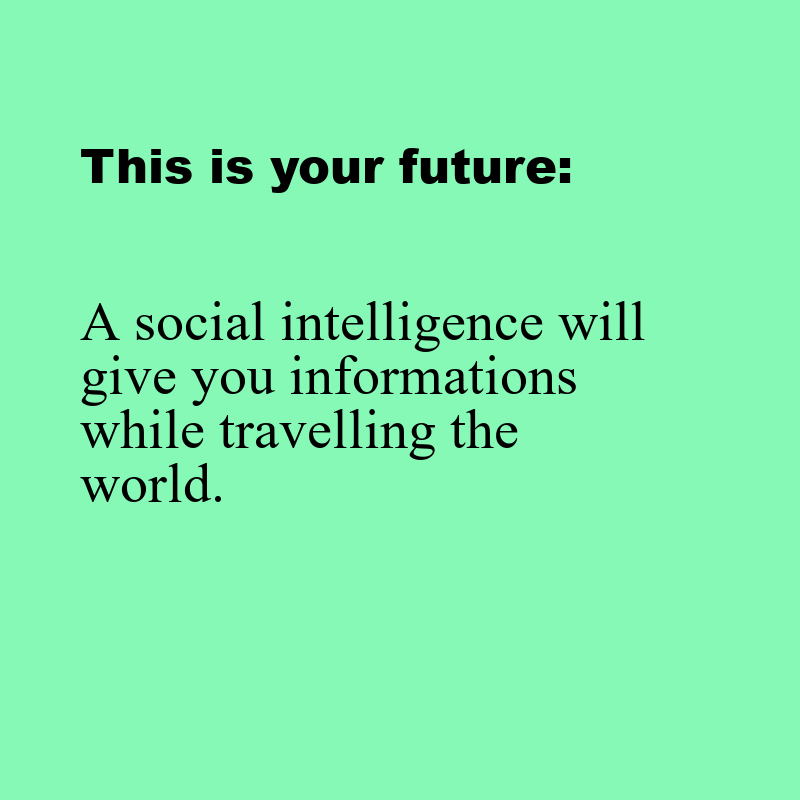 This is your future:
A social intelligence will
give you informations
while travelling the
world.